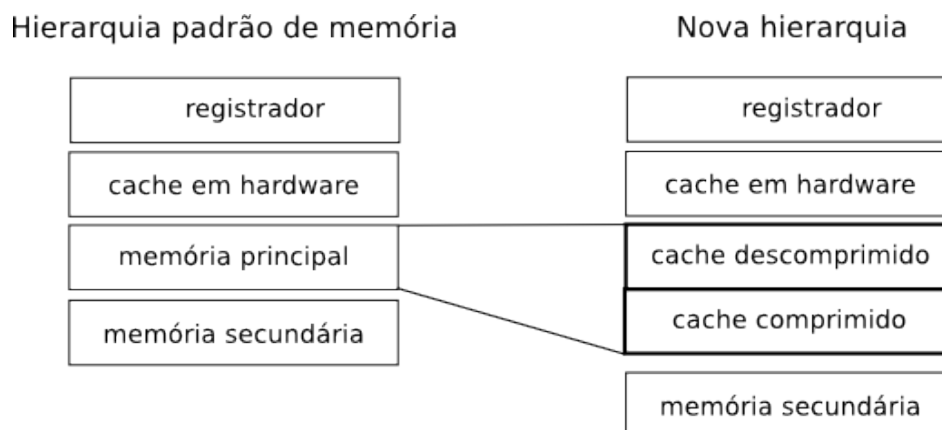 Hierarquia padrão de memória
registrador
cache em hardware
memória principal
memória secundária
Nova hierarquia
registrador
cache em hardware
cache descomprimido
cache comprimido
memória secundária